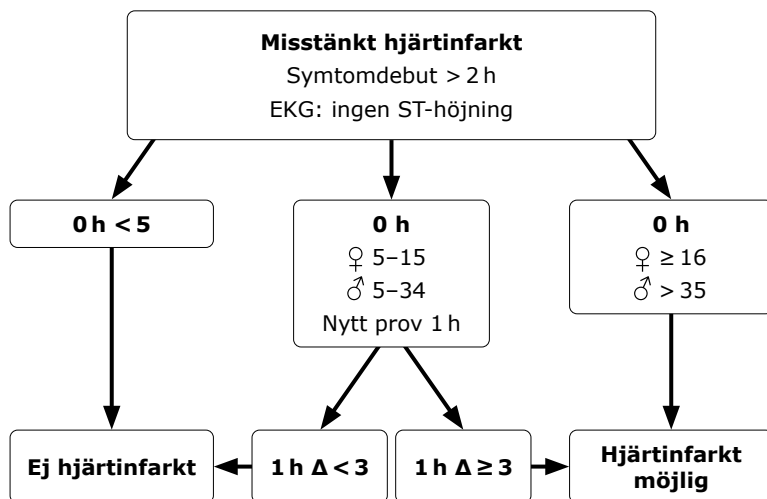 Misstänkt hjärtinfarkt
Symtomdebut > 2 h
EKG: ingen ST-höjning
0 h < 5
0 h
♀ 5–15
♂ 5–34
Nytt prov 1 h
0 h
♀ ≥ 16
♂ > 35
Ej hjärtinfarkt
1 h Δ < 3
1 h Δ ≥ 3
Hjärtinfarkt
möjlig